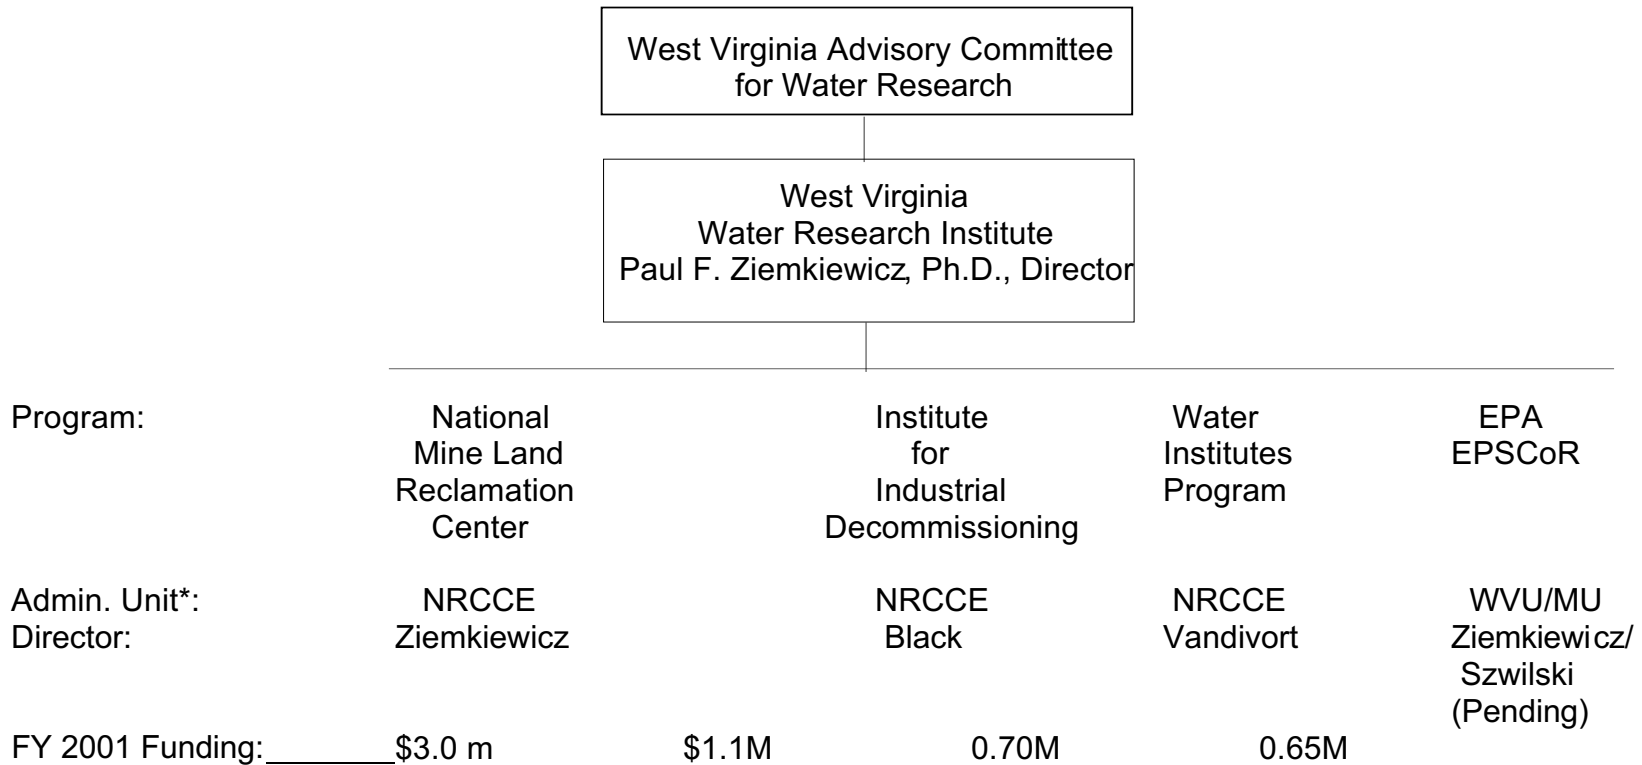 West Virginia Advisory Committee
for Water Research
West Virginia
Water Research Institute
Paul F. Ziemkiewicz, Ph.D., Director
Program: National Institute Water EPA
Mine Land for Institutes EPSCoR
Reclamation Industrial Program
Center Decommissioning
Admin. Unit*: NRCCE NRCCE NRCCE WVU/MU
Director: Ziemkiewicz Black Vandivort Ziemkiewicz/
Szwilski
(Pending)
FY 2001 Funding: $3.0 m $1.1M 0.70M 0.65M